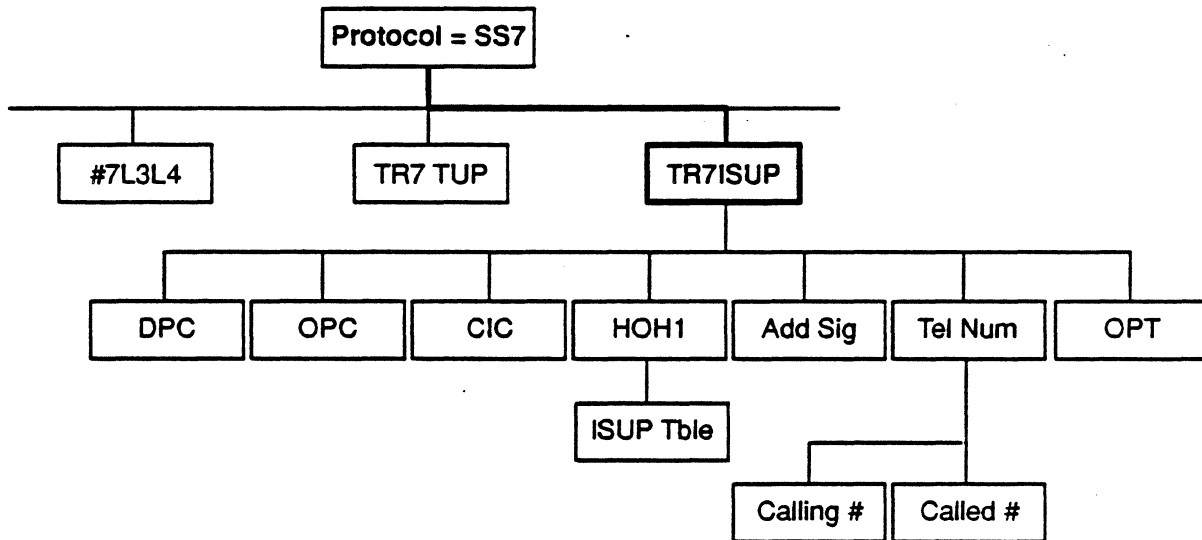 Protocol = SS7
#7L3L4
TR7 TUP
TR7ISUP
DPC
OPC
CIC
HOH1
Add Sig
Tel Num
OPT
ISUP Tble
Calling #
Called #